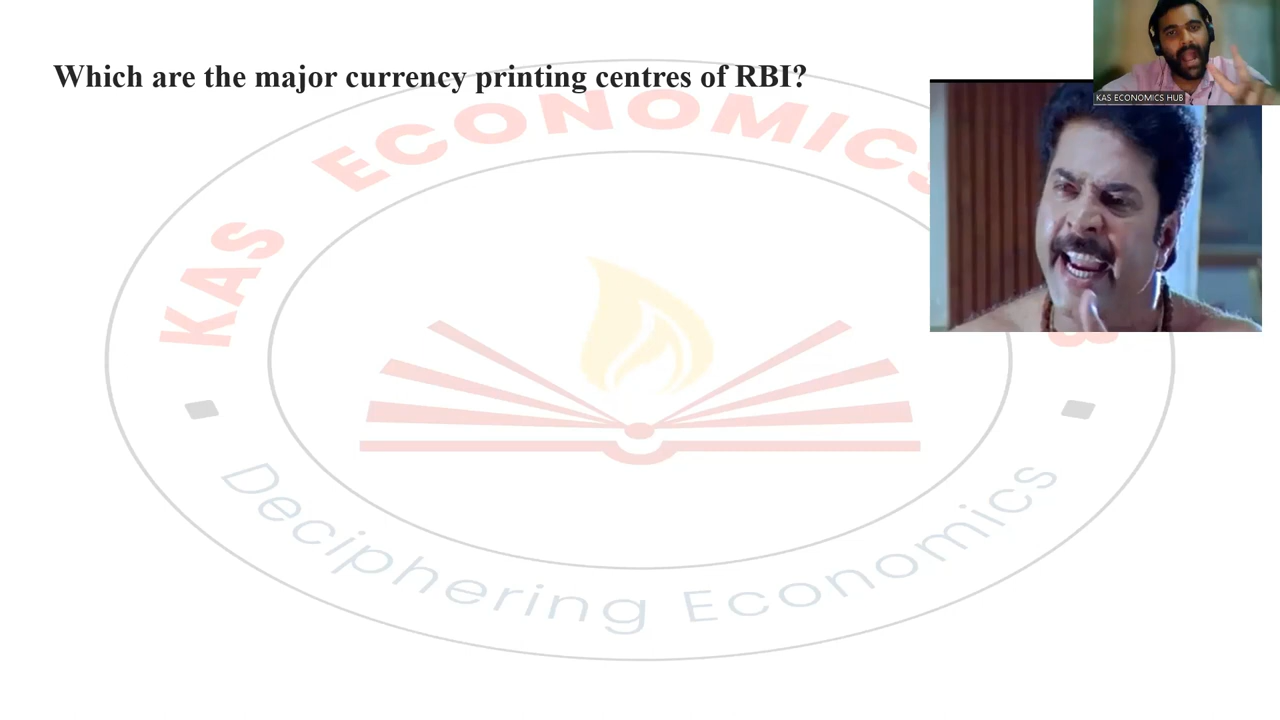 Which are the major currency printing centres of RBI?
KAS ECONOMICS HUB
KAS ECONOMICS
Deciphering Economics